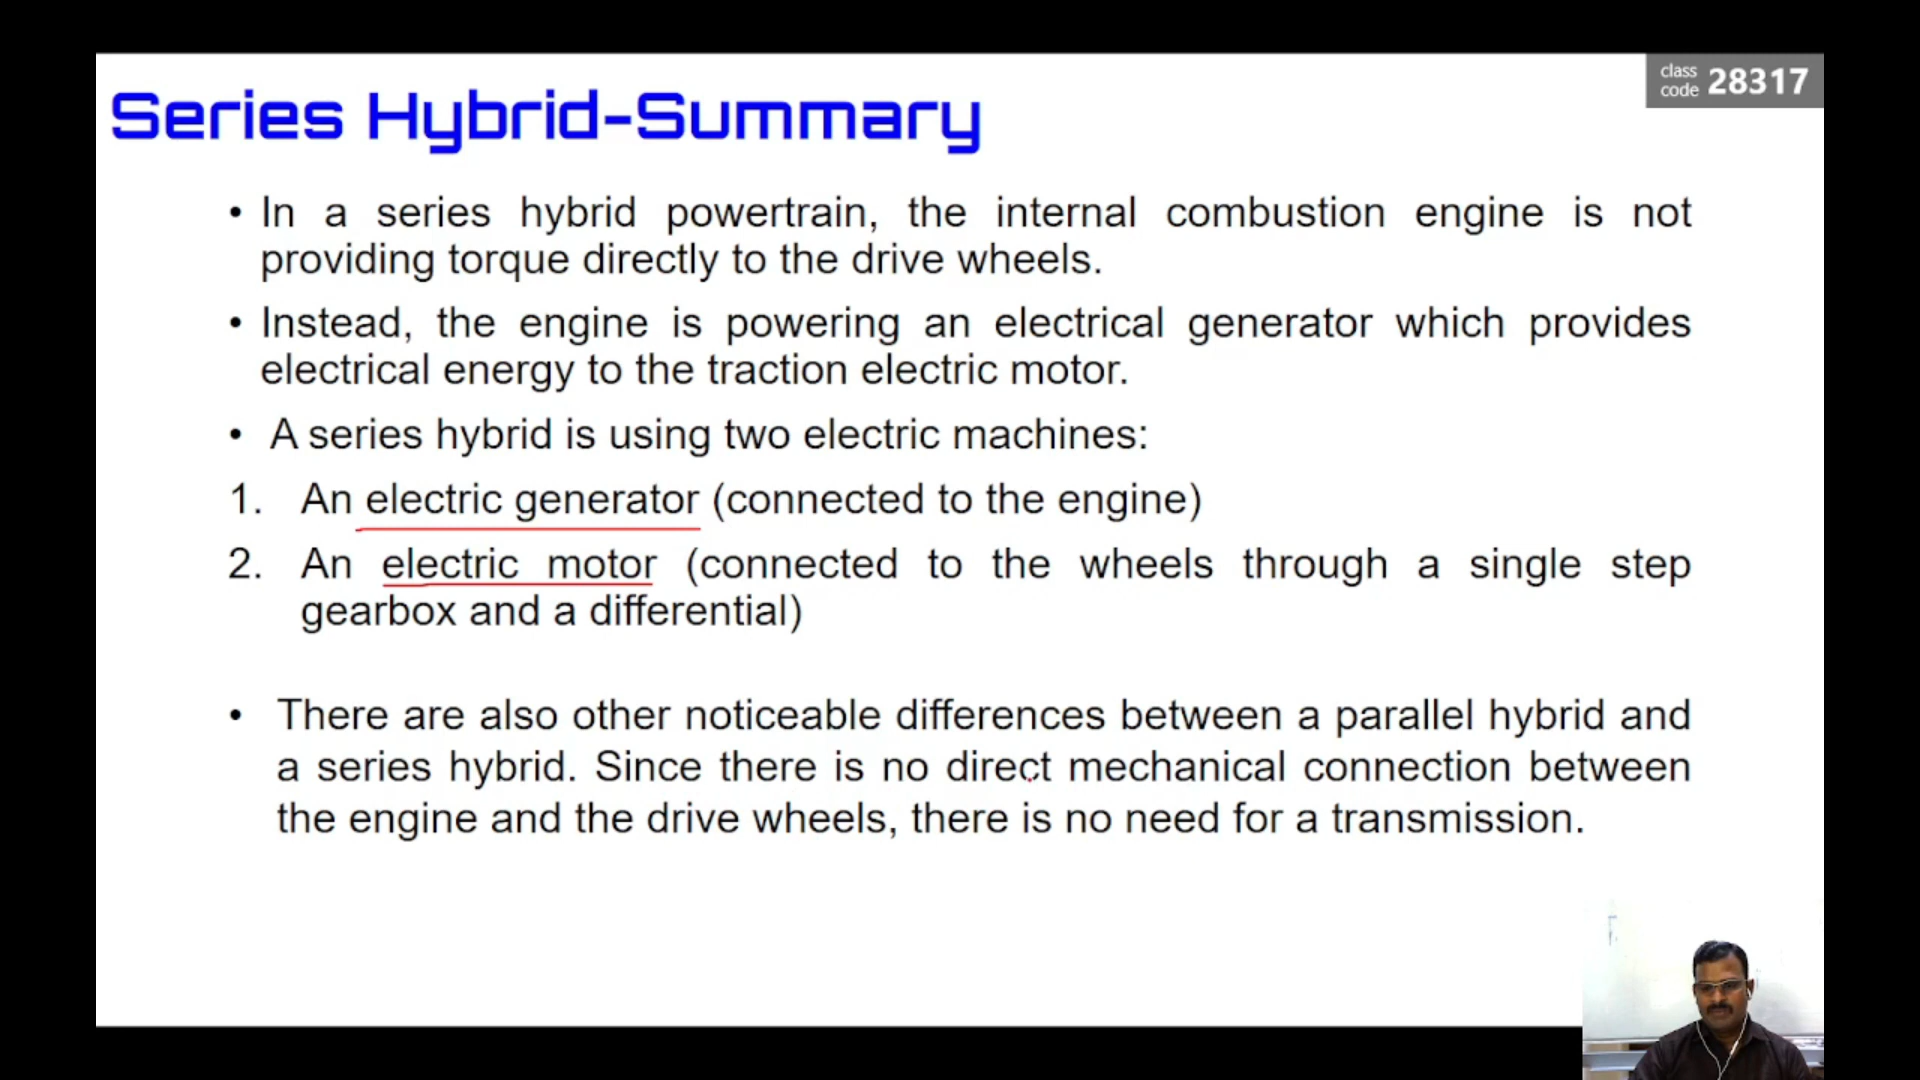 Series Hybrid-Summary
class
code 28317
• In a series hybrid powertrain, the internal combustion engine is not
providing torque directly to the drive wheels.
• Instead, the engine is powering an electrical generator which provides
electrical energy to the traction electric motor.
• A series hybrid is using two electric machines:
1. An electric generator (connected to the engine)
2. An electric motor (connected to the wheels through a single step
gearbox and a differential)
• There are also other noticeable differences between a parallel hybrid and
a series hybrid. Since there is no direct mechanical connection between
the engine and the drive wheels, there is no need for a transmission.